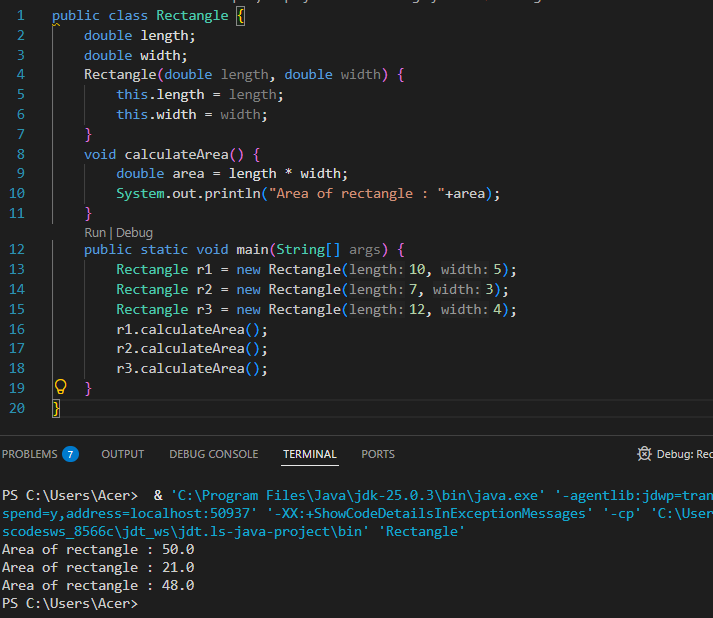 1 public class Rectangle {
2 double length;
3 double width;
4 Rectangle(double length, double width) {
5 this.length = length;
6 this.width = width;
7 }
8 void calculateArea() {
9 double area = length * width;
10 System.out.println("Area of rectangle : "+area);
11 }
Run | Debug
12 public static void main(String[] args) {
13 Rectangle r1 = new Rectangle(length: 10, width: 5);
14 Rectangle r2 = new Rectangle(length: 7, width: 3);
15 Rectangle r3 = new Rectangle(length: 12, width: 4);
16 r1.calculateArea();
17 r2.calculateArea();
18 r3.calculateArea();
19 }
20 }
PROBLEMS 7 OUTPUT DEBUG CONSOLE TERMINAL PORTS Debug: Rec
PS C:\Users\Acer>  & 'C:\Program Files\Java\jdk-25.0.3\bin\java.exe' '-agentlib:jdwp=tran
spend=y,address=localhost:50937' '-XX:+ShowCodeDetailsInExceptionMessages' '-cp' 'C:\User
scodesws_8566c\jdt_ws\jdt.ls-java-project\bin' 'Rectangle'
Area of rectangle : 50.0
Area of rectangle : 21.0
Area of rectangle : 48.0
PS C:\Users\Acer>